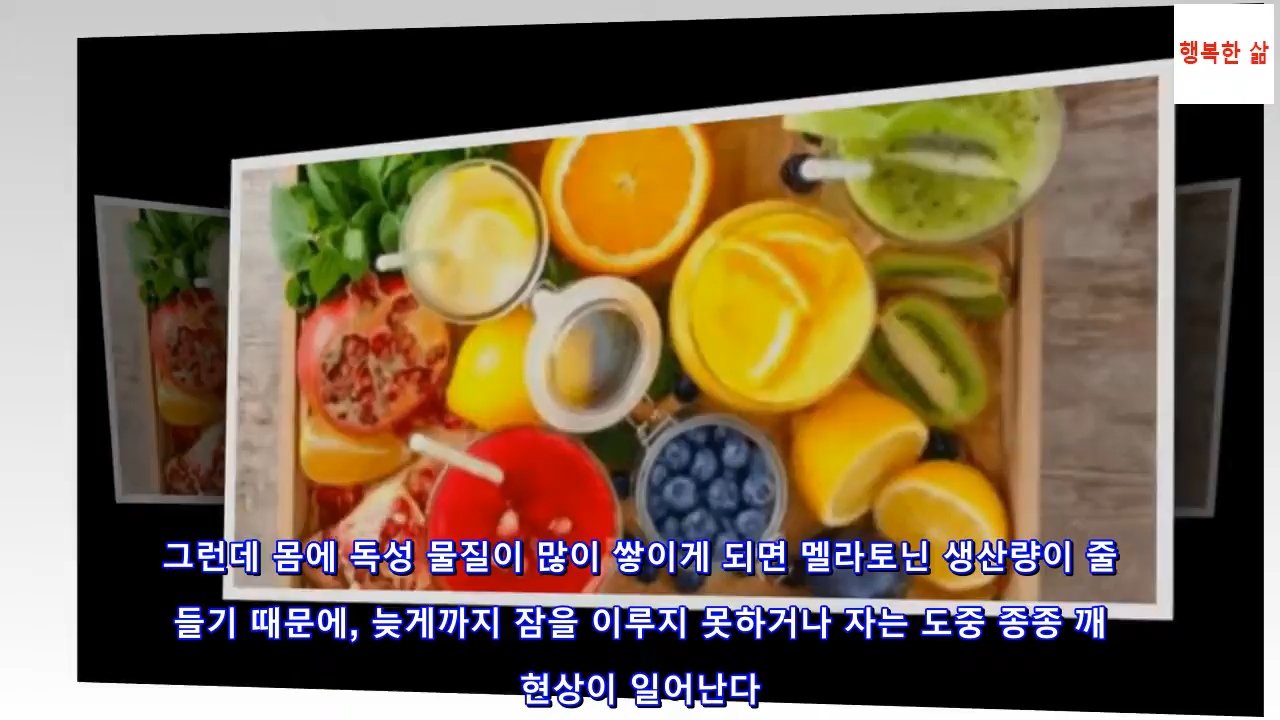 행복한 삶
그런데 몸에 독성 물질이 많이 쌓이게 되면 멜라토닌 생산량이 줄
들기 때문에, 늦게까지 잠을 이루지 못하거나 자는 도중 종종 깨
현상이 일어난다